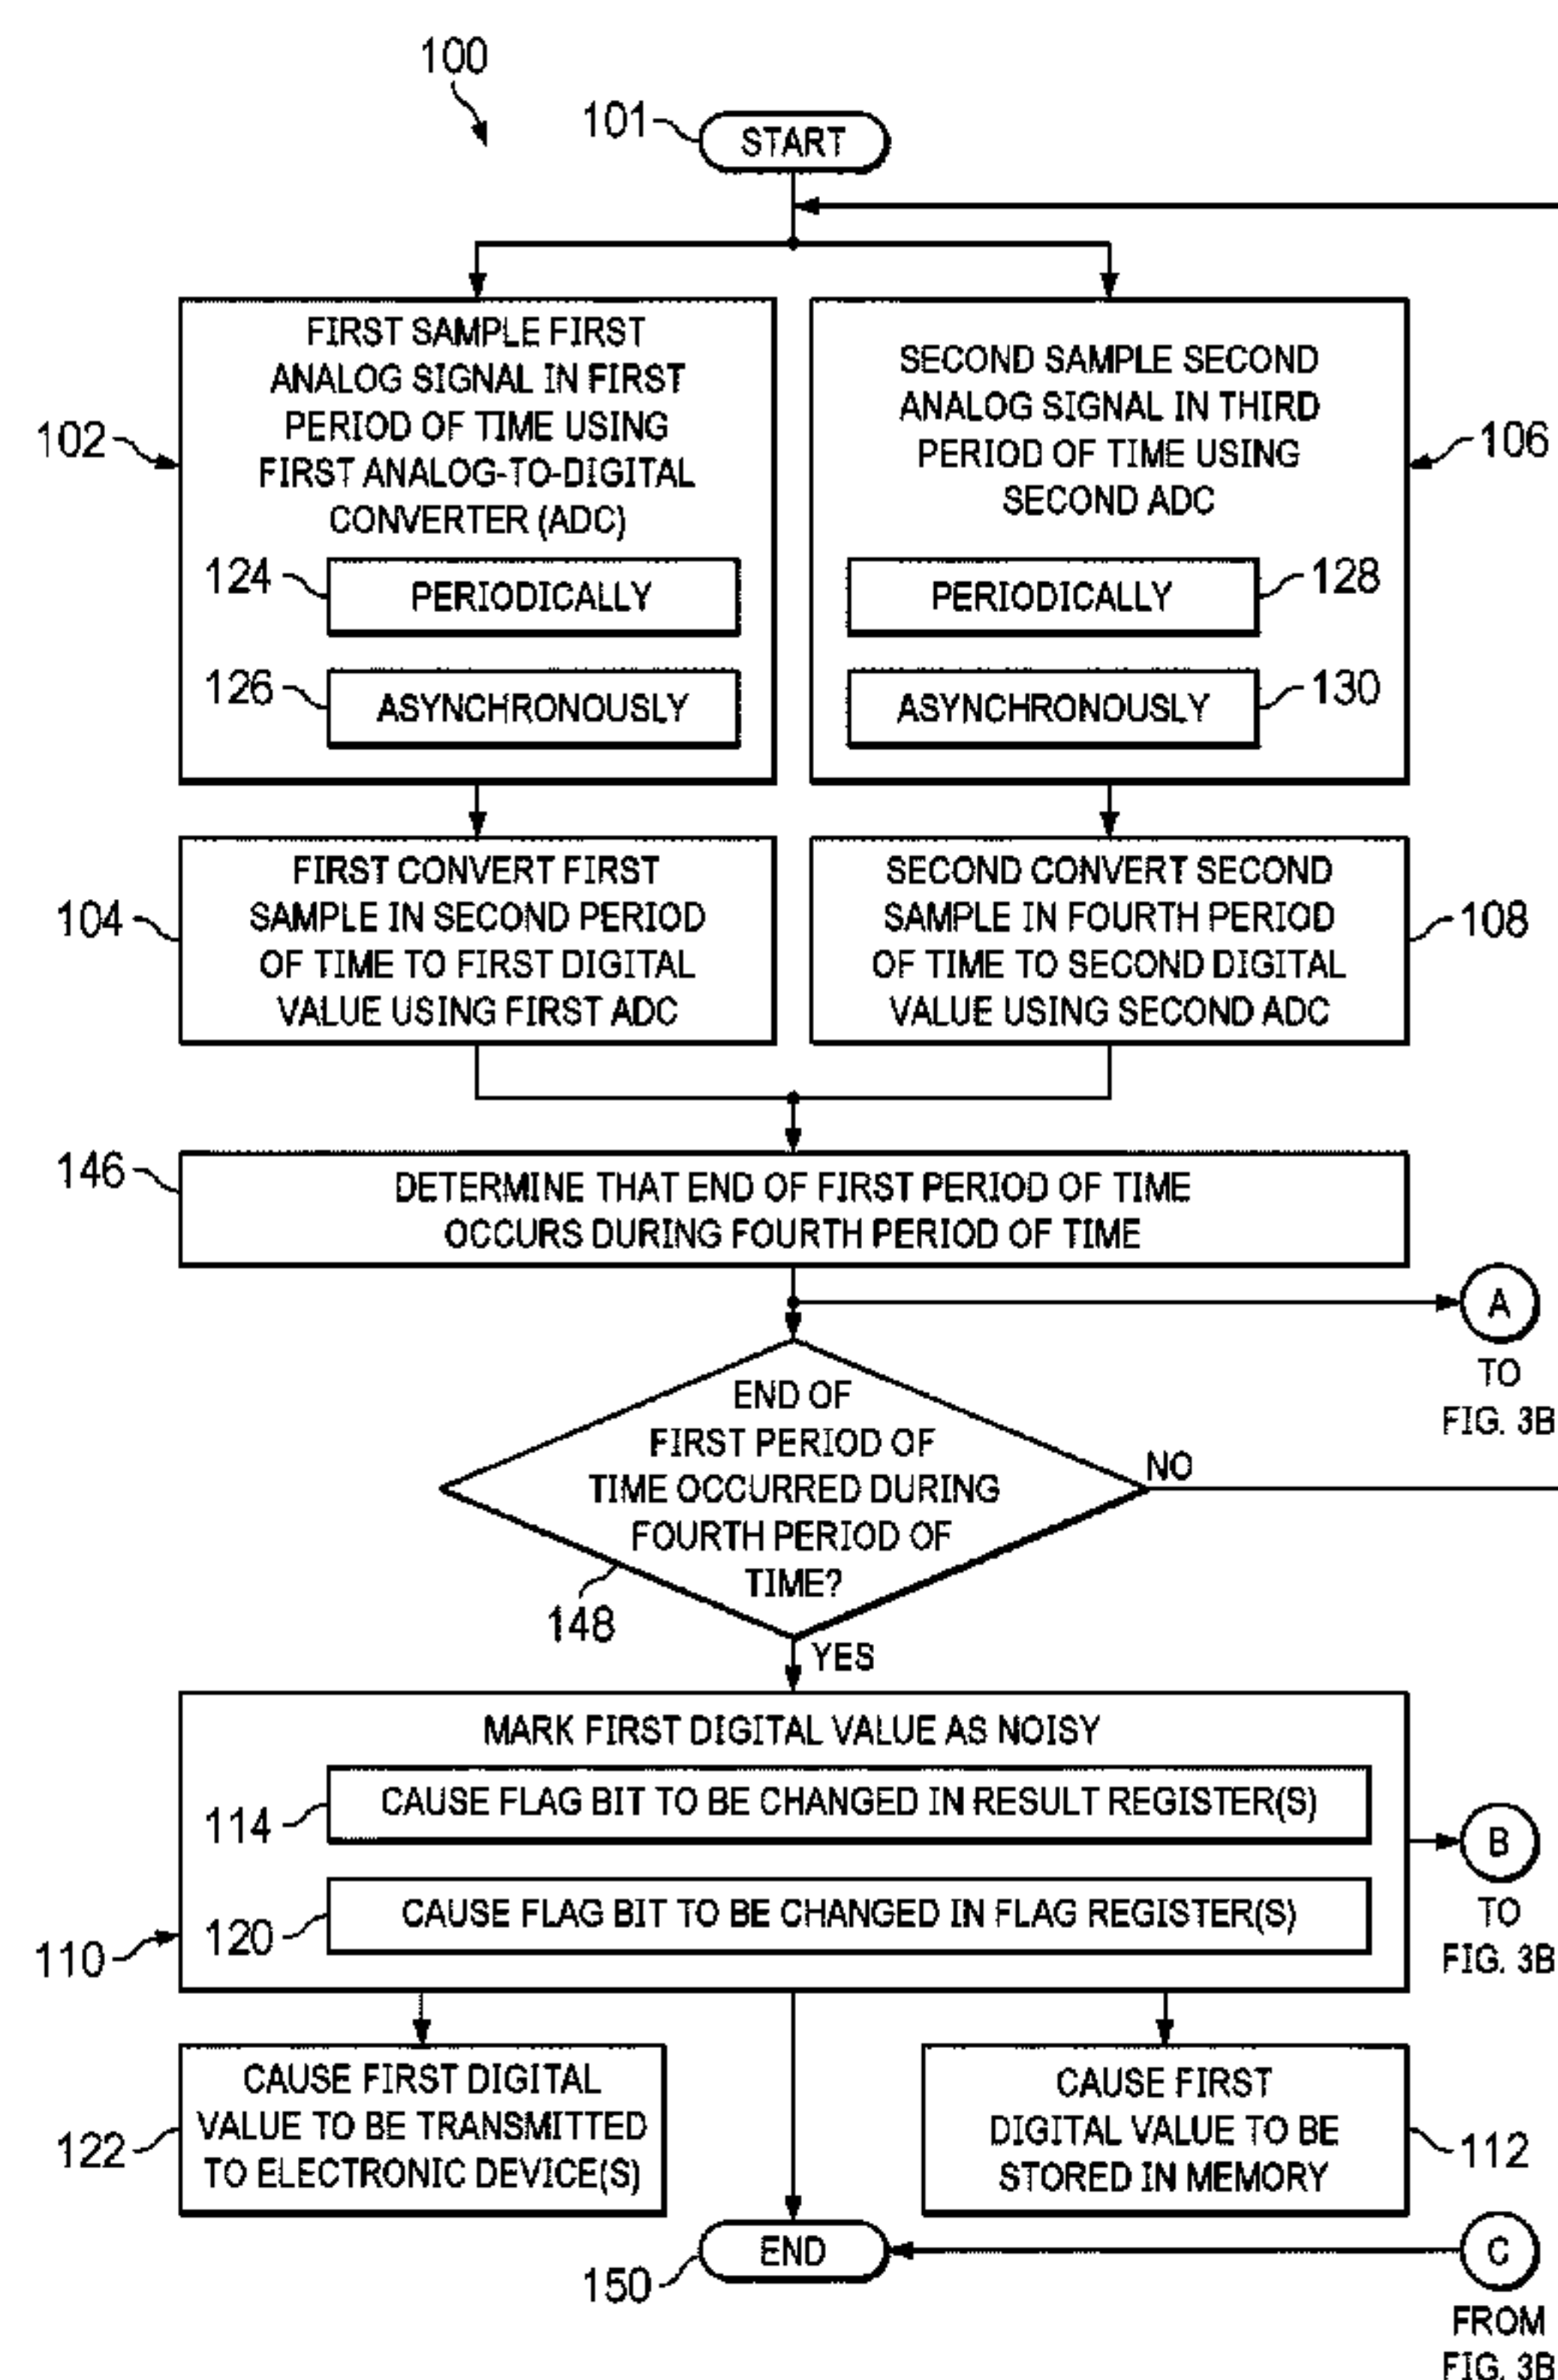 100
101
START
FIRST SAMPLE FIRST
ANALOG SIGNAL IN FIRST
PERIOD OF TIME USING
FIRST ANALOG-TO-DIGITAL
CONVERTER (ADC)
102
124
PERIODICALLY
126
ASYNCHRONOUSLY
SECOND SAMPLE SECOND
ANALOG SIGNAL IN THIRD
PERIOD OF TIME USING
SECOND ADC
106
PERIODICALLY
128
ASYNCHRONOUSLY
130
FIRST CONVERT FIRST
SAMPLE IN SECOND PERIOD
OF TIME TO FIRST DIGITAL
VALUE USING FIRST ADC
104
SECOND CONVERT SECOND
SAMPLE IN FOURTH PERIOD
OF TIME TO SECOND DIGITAL
VALUE USING SECOND ADC
108
146
DETERMINE THAT END OF FIRST PERIOD OF TIME
OCCURS DURING FOURTH PERIOD OF TIME
A
TO
FIG. 3B
END OF
FIRST PERIOD OF
TIME OCCURRED DURING
FOURTH PERIOD OF
TIME?
NO
148
YES
MARK FIRST DIGITAL VALUE AS NOISY
114
CAUSE FLAG BIT TO BE CHANGED IN RESULT REGISTER(S)
120
CAUSE FLAG BIT TO BE CHANGED IN FLAG REGISTER(S)
110
B
TO
FIG. 3B
CAUSE FIRST DIGITAL
VALUE TO BE TRANSMITTED
TO ELECTRONIC DEVICE(S)
122
CAUSE FIRST
DIGITAL VALUE TO BE
STORED IN MEMORY
112
END
150
C
FROM
FIG. 3B